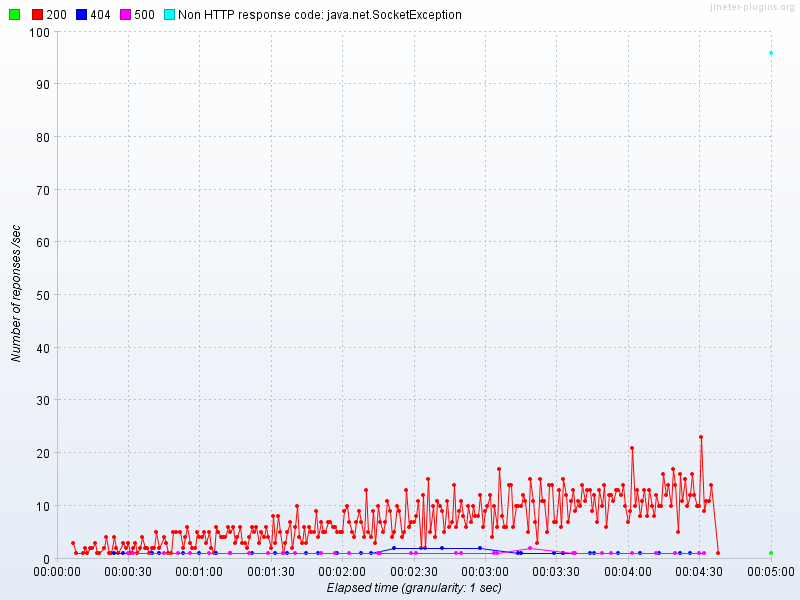 200 404 500 Non HTTP response code: java.net.SocketException
jmeter-plugins.org
100
90
80
70
60
50
40
30
20
10
0
Number of reponses /sec
00:00:00 00:00:30 00:01:00 00:01:30 00:02:00 00:02:30 00:03:00 00:03:30 00:04:00 00:04:30 00:05:00
Elapsed time (granularity: 1 sec)